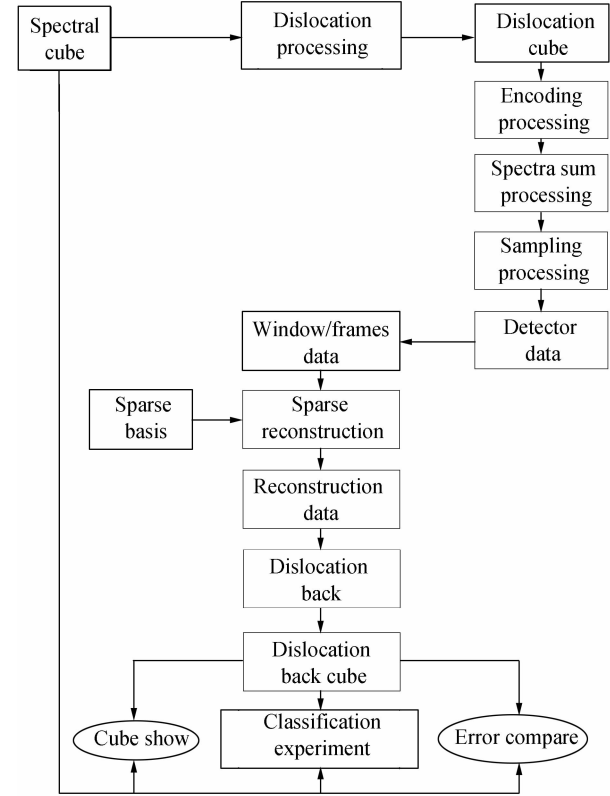 Spectral
cube
Dislocation
processing
Dislocation
cube
Encoding
processing
Spectra sum
processing
Sampling
processing
Detector
data
Window/frames
data
Sparse
basis
Sparse
reconstruction
Reconstruction
data
Dislocation
back
Dislocation
back cube
Cube show
Classification
experiment
Error compare